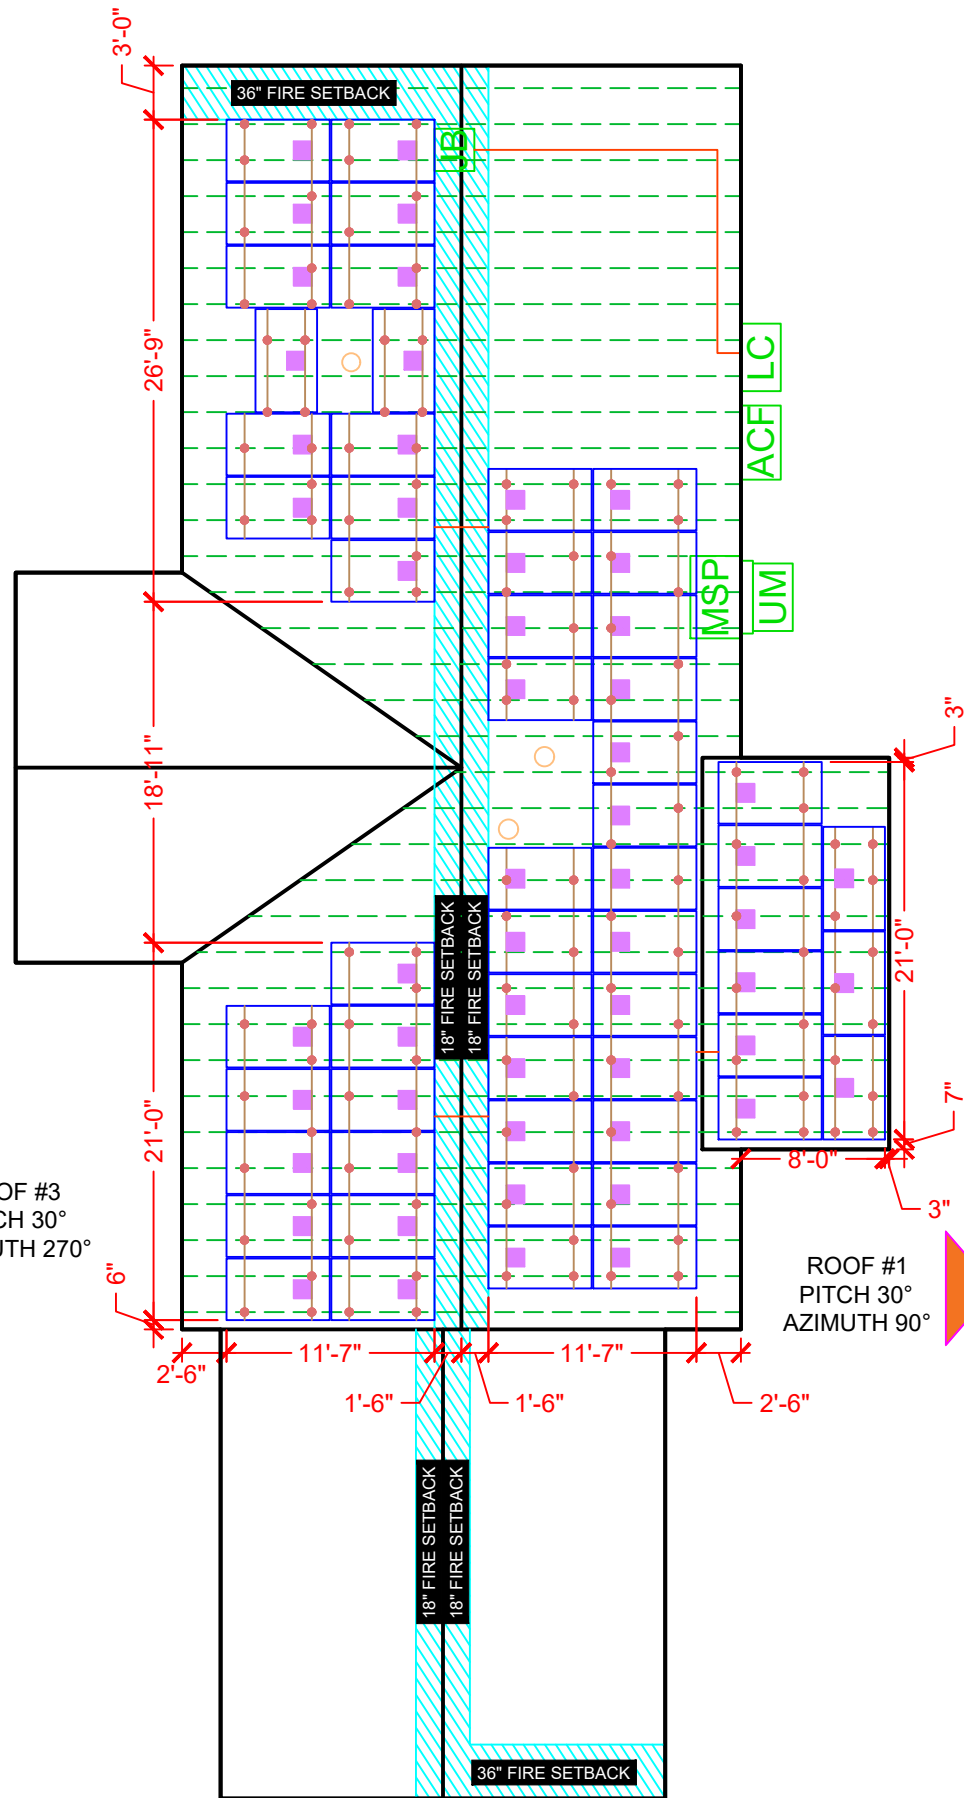 3'-0"
36" FIRE SETBACK
JB
26'-9"
LC
ACF
MSP
UM
3"
18'-11"
18" FIRE SETBACK
18" FIRE SETBACK
21'-0"
21'-0"
7"
8'-0"
3"
OF #3
CH 30°
UTH 270°
6"
ROOF #1
PITCH 30°
AZIMUTH 90°
2'-6"
11'-7"
11'-7"
1'-6"
1'-6"
2'-6"
18" FIRE SETBACK
18" FIRE SETBACK
36" FIRE SETBACK